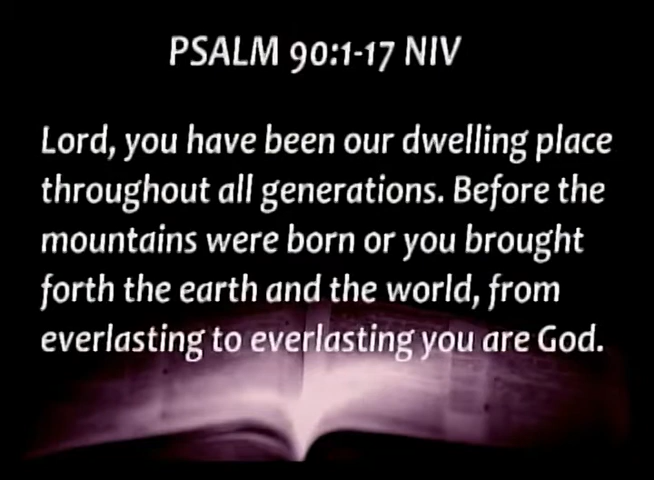 PSALM 90:1-17 NIV
Lord, you have been our dwelling place
throughout all generations. Before the
mountains were born or you brought
forth the earth and the world, from
everlasting to everlasting you are God.